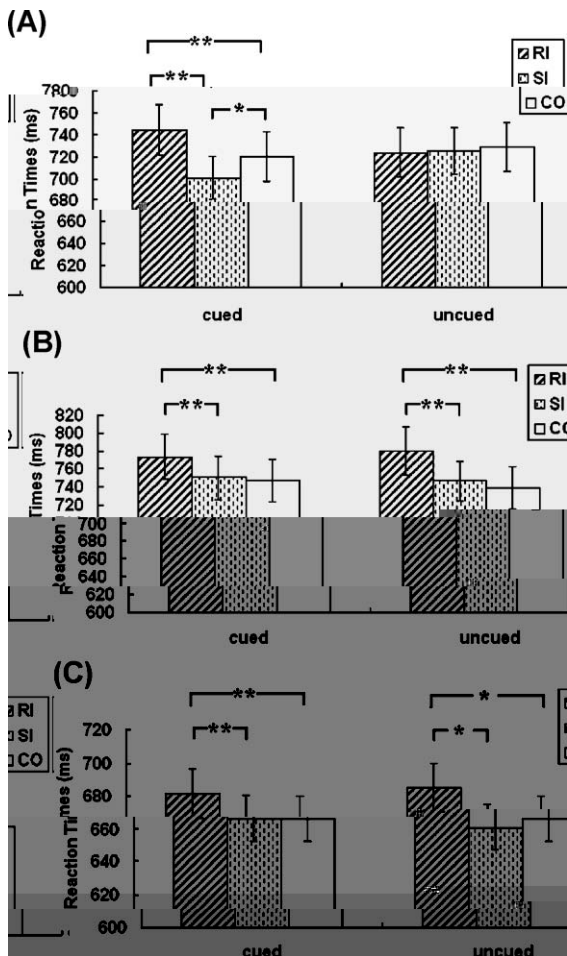 (A)
** RI
** SI
* CO
780
760
740
720
700
660
640
620
600
Reaction Times (ms)
cued uncued
(B)
** ** RI
** ** SI
CO
820
800
780
760
740
720
700
660
640
620
600
Reaction Times (ms)
cued uncued
(C)
RI ** *
SI ** *
CO
720
700
680
660
640
620
600
Reaction Times (ms)
cued uncued